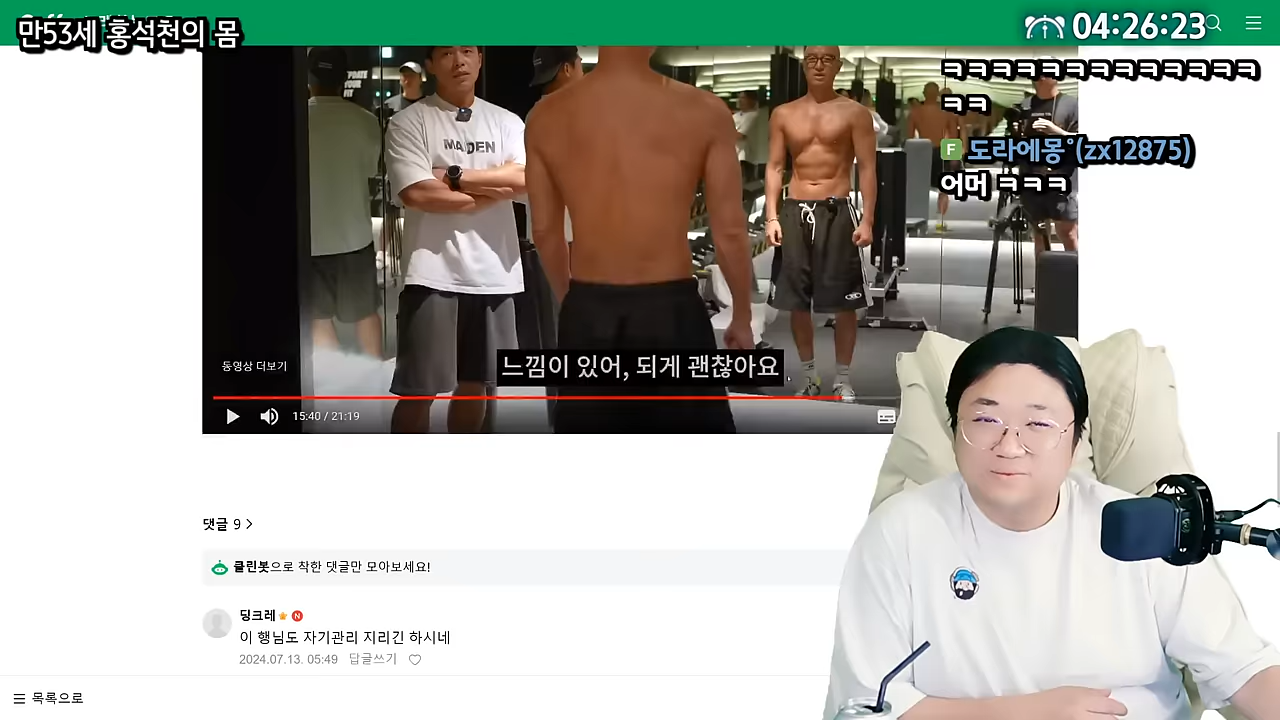 만53세 홍석천의 몸
04:26:23
ㅋㅋㅋㅋㅋㅋㅋㅋㅋㅋㅋㅋㅋ
ㅋㅋ
F 도라에몽˚(zx12875)
어머 ㅋㅋㅋ
MAIDEN
동영상 더보기
느낌이 있어, 되게 괜찮아요
15:40 / 21:19
댓글 9 >
클린봇으로 착한 댓글만 모아보세요!
딩크레 N
이 행님도 자기관리 지리긴 하시네
2024.07.13. 05:49 답글쓰기
목록으로